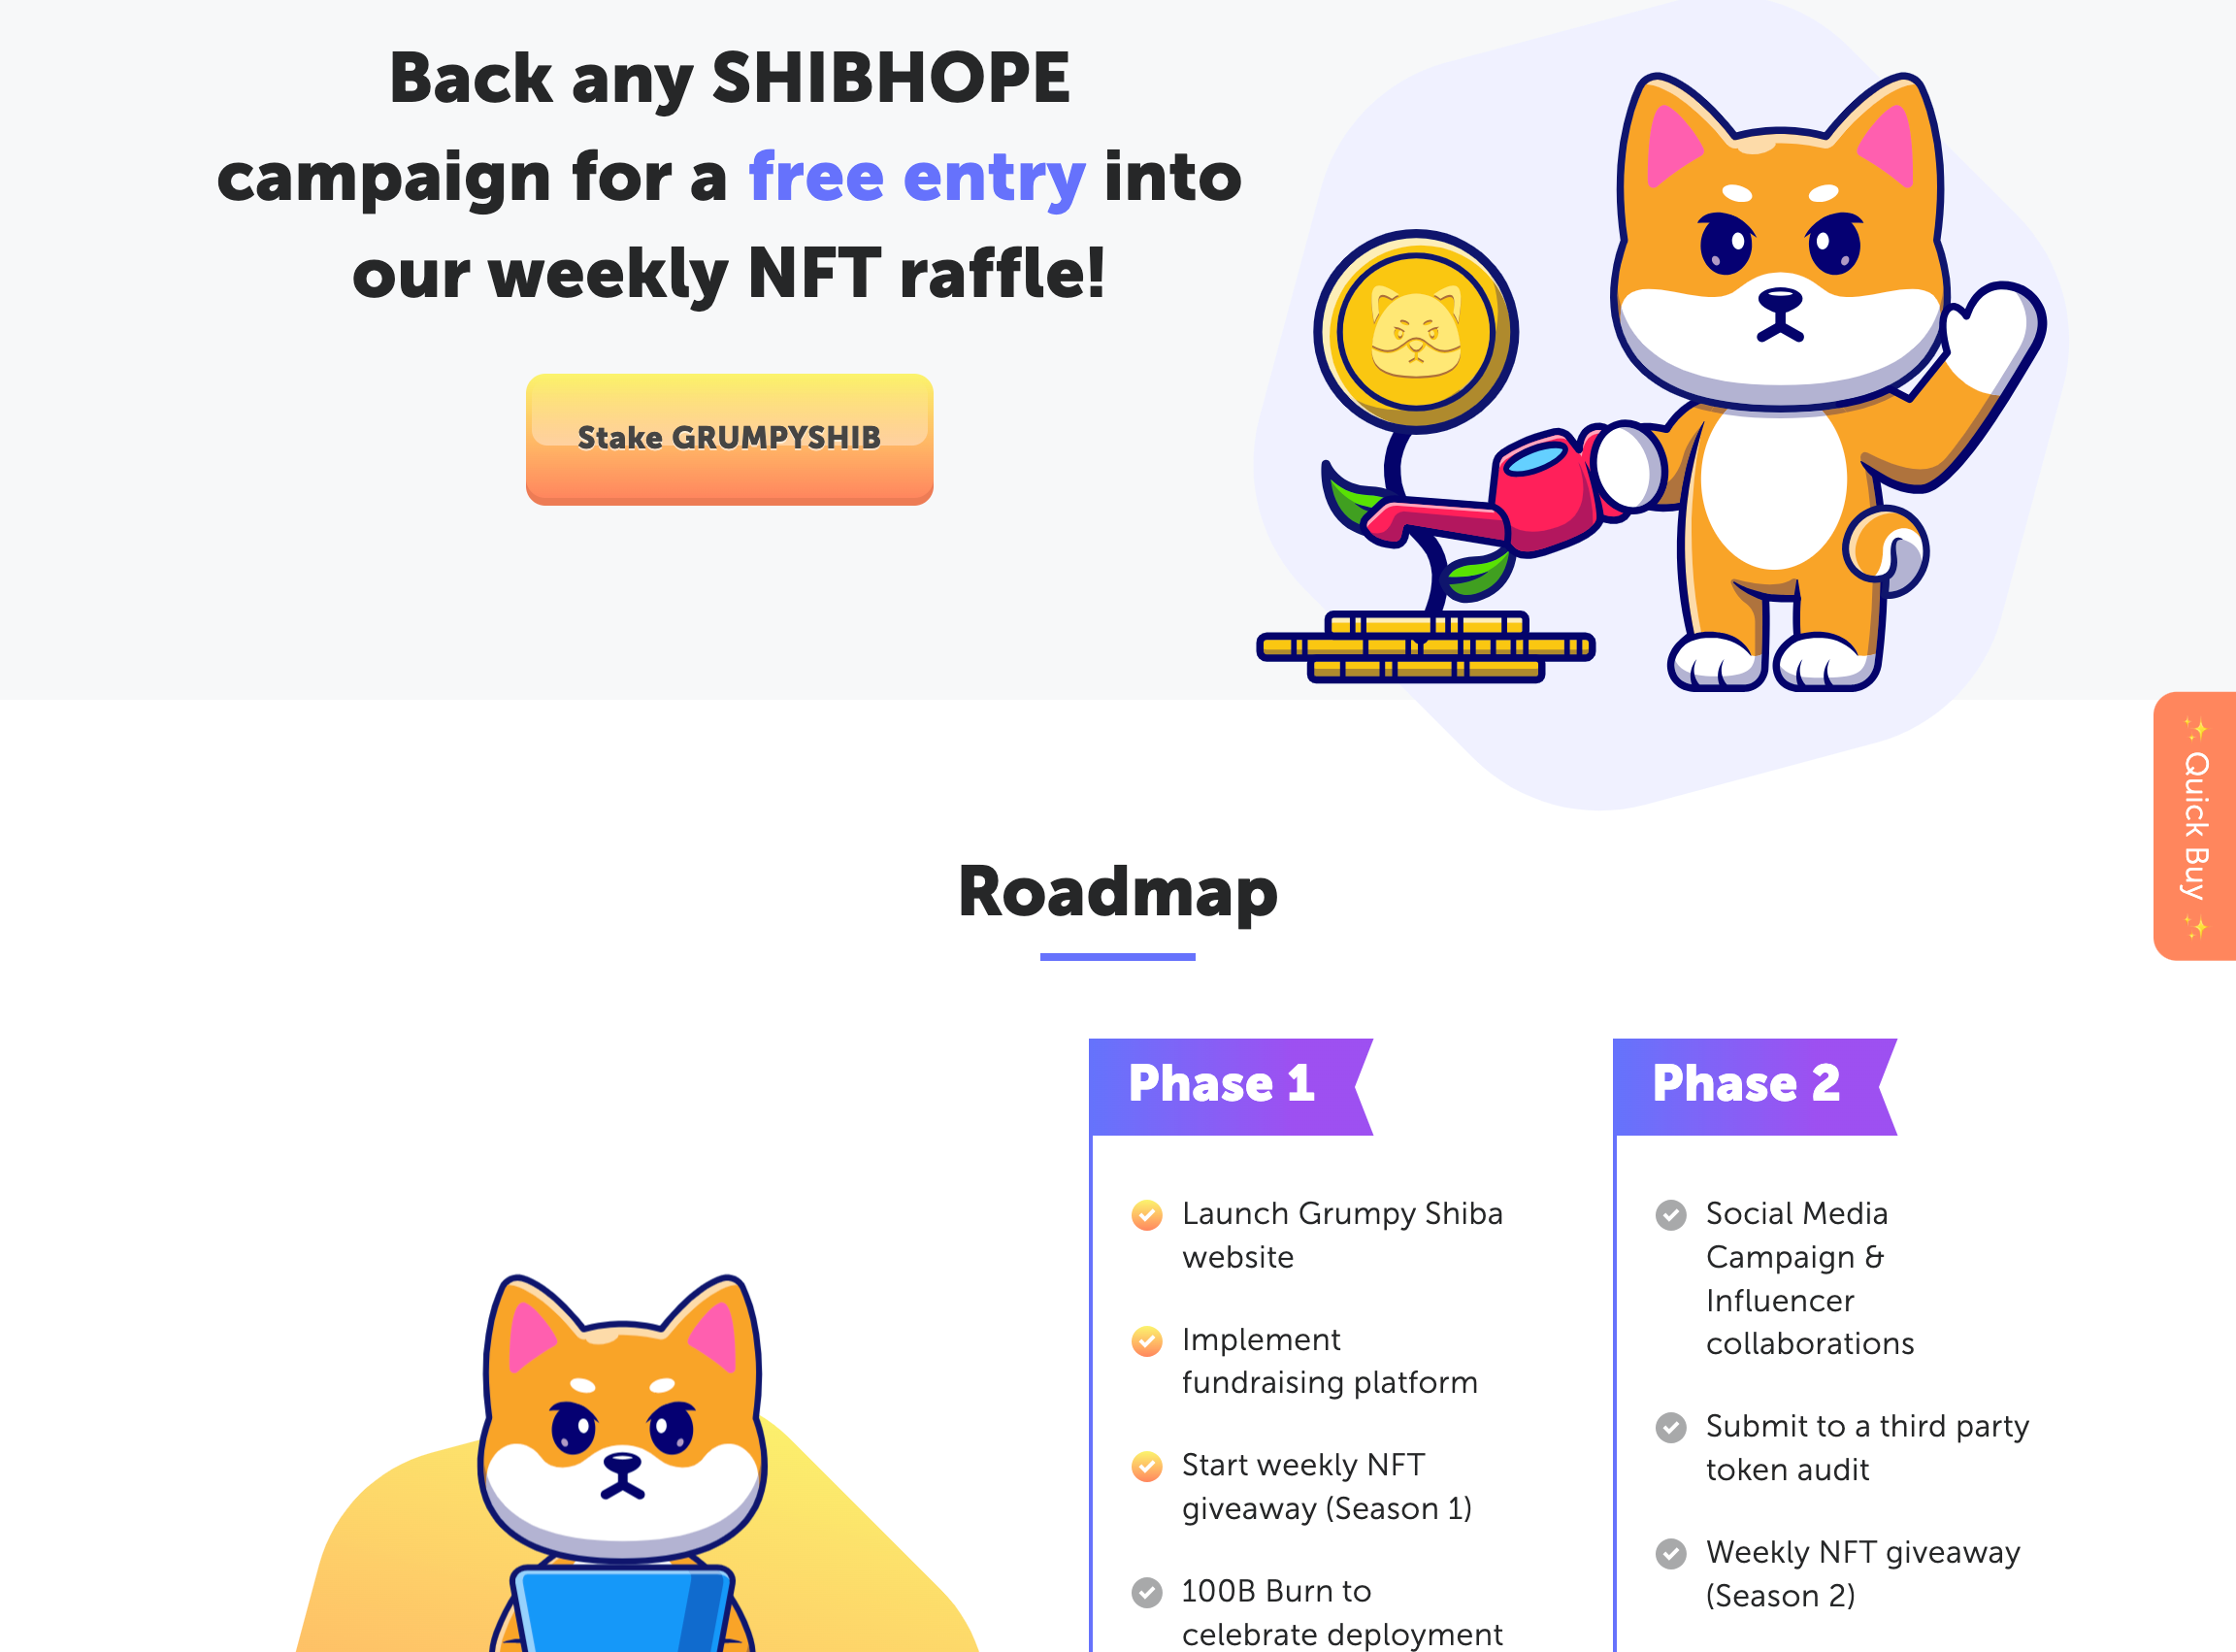 Back any SHIBHOPE
campaign for a free entry into
our weekly NFT raffle!
Stake GRUMPYSHIB
✨ Quick Buy ✨
Roadmap
Phase 1
Launch Grumpy Shiba
website
Implement
fundraising platform
Start weekly NFT
giveaway (Season 1)
100B Burn to
celebrate deployment
Phase 2
Social Media
Campaign &
Influencer
collaborations
Submit to a third party
token audit
Weekly NFT giveaway
(Season 2)